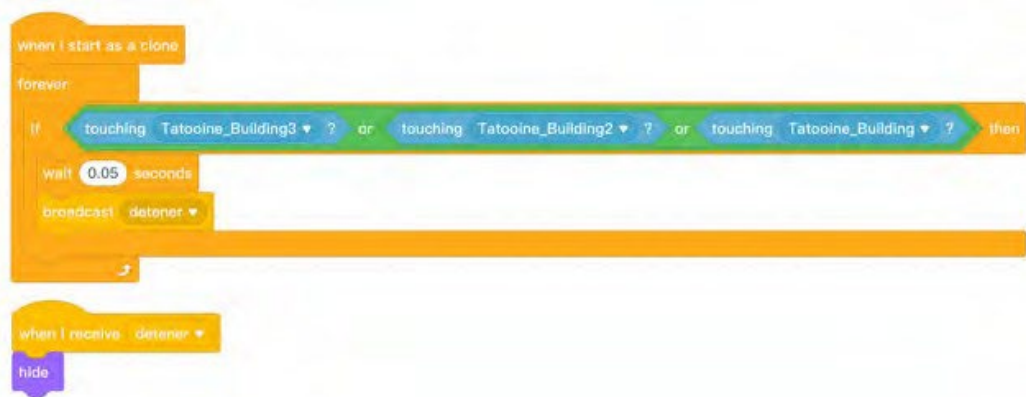 when I start as a clone
forever
if touching Tatooine_Building3 ? or touching Tatooine_Building2 ? or touching Tatooine_Building ? then
wait 0.05 seconds
broadcast detener
when I receive detener
hide